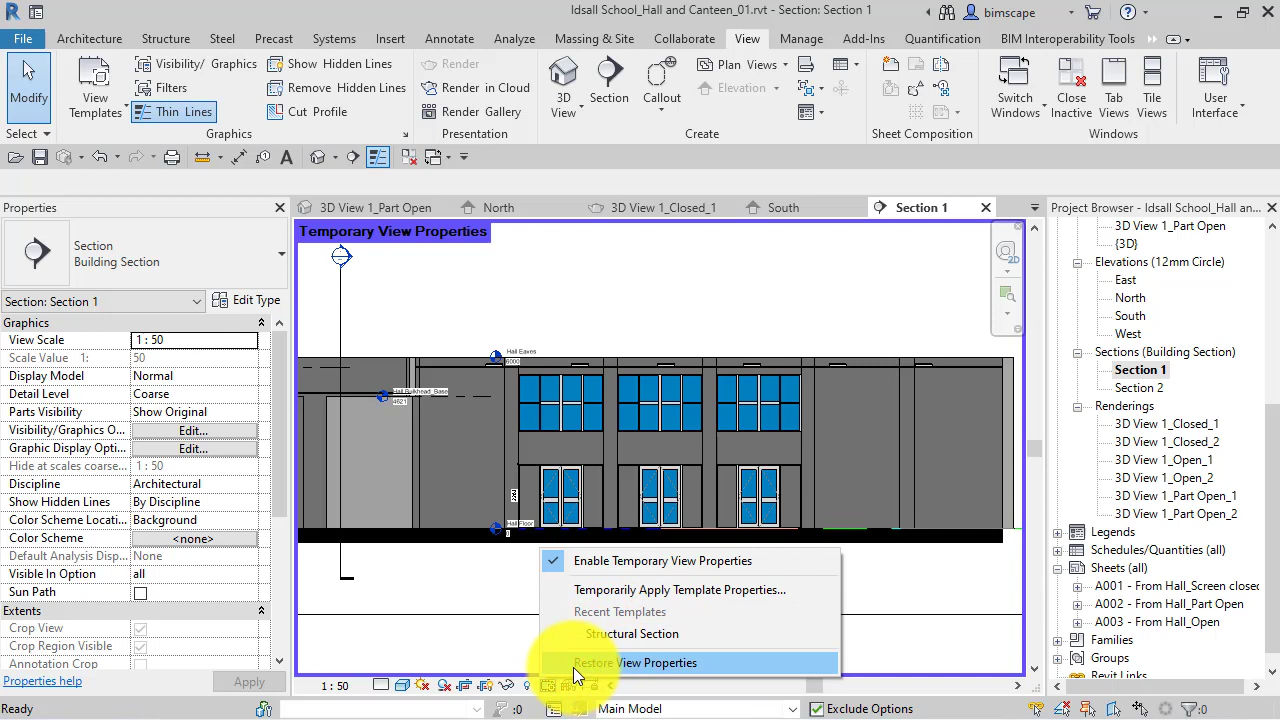 Idsall School_Hall and Canteen_01.rvt - Section: Section 1
bimscape
File Architecture Structure Steel Precast Systems Insert Annotate Analyze Massing & Site Collaborate View Manage Add-Ins Quantification BIM Interoperability Tools
Modify
Select
View Templates
Visibility/ Graphics
Filters
Thin Lines
Show Hidden Lines
Remove Hidden Lines
Cut Profile
Graphics
Render
Render in Cloud
Render Gallery
Presentation
3D View
Section
Callout
Plan Views
Elevation
Create
Sheet Composition
Switch Windows
Close Inactive
Tab Views
Tile Views
Windows
User Interface
Properties
3D View 1_Part Open
North
3D View 1_Closed_1
South
Section 1
Project Browser - Idsall School_Hall an...
Section
Building Section
Section: Section 1
Edit Type
Graphics
View Scale 1 : 50
Scale Value 1: 50
Display Model Normal
Detail Level Coarse
Parts Visibility Show Original
Visibility/Graphics O... Edit...
Graphic Display Option... Edit...
Hide at scales coarse... 1 : 50
Discipline Architectural
Show Hidden Lines By Discipline
Color Scheme Locati... Background
Color Scheme <none>
Default Analysis Disp... None
Visible In Option all
Sun Path
Extents
Crop View
Crop Region Visible
Annotation Crop
Properties help
Apply
Temporary View Properties
2D
Hall Eaves
6000
Hall Bulkhead_Base
4621
Hall Floor
0
Enable Temporary View Properties
Temporarily Apply Template Properties...
Recent Templates
Structural Section
Restore View Properties
1 : 50
3D View 1_Part Open
{3D}
Elevations (12mm Circle)
East
North
South
West
Sections (Building Section)
Section 1
Section 2
Renderings
3D View 1_Closed_1
3D View 1_Closed_2
3D View 1_Open_1
3D View 1_Open_2
3D View 1_Part Open_1
3D View 1_Part Open_2
Legends
Schedules/Quantities (all)
Sheets (all)
A001 - From Hall_Screen closed
A002 - From Hall_Part Open
A003 - From Hall_Open
Families
Groups
Revit Links
Ready
:0
Main Model
Exclude Options
:0